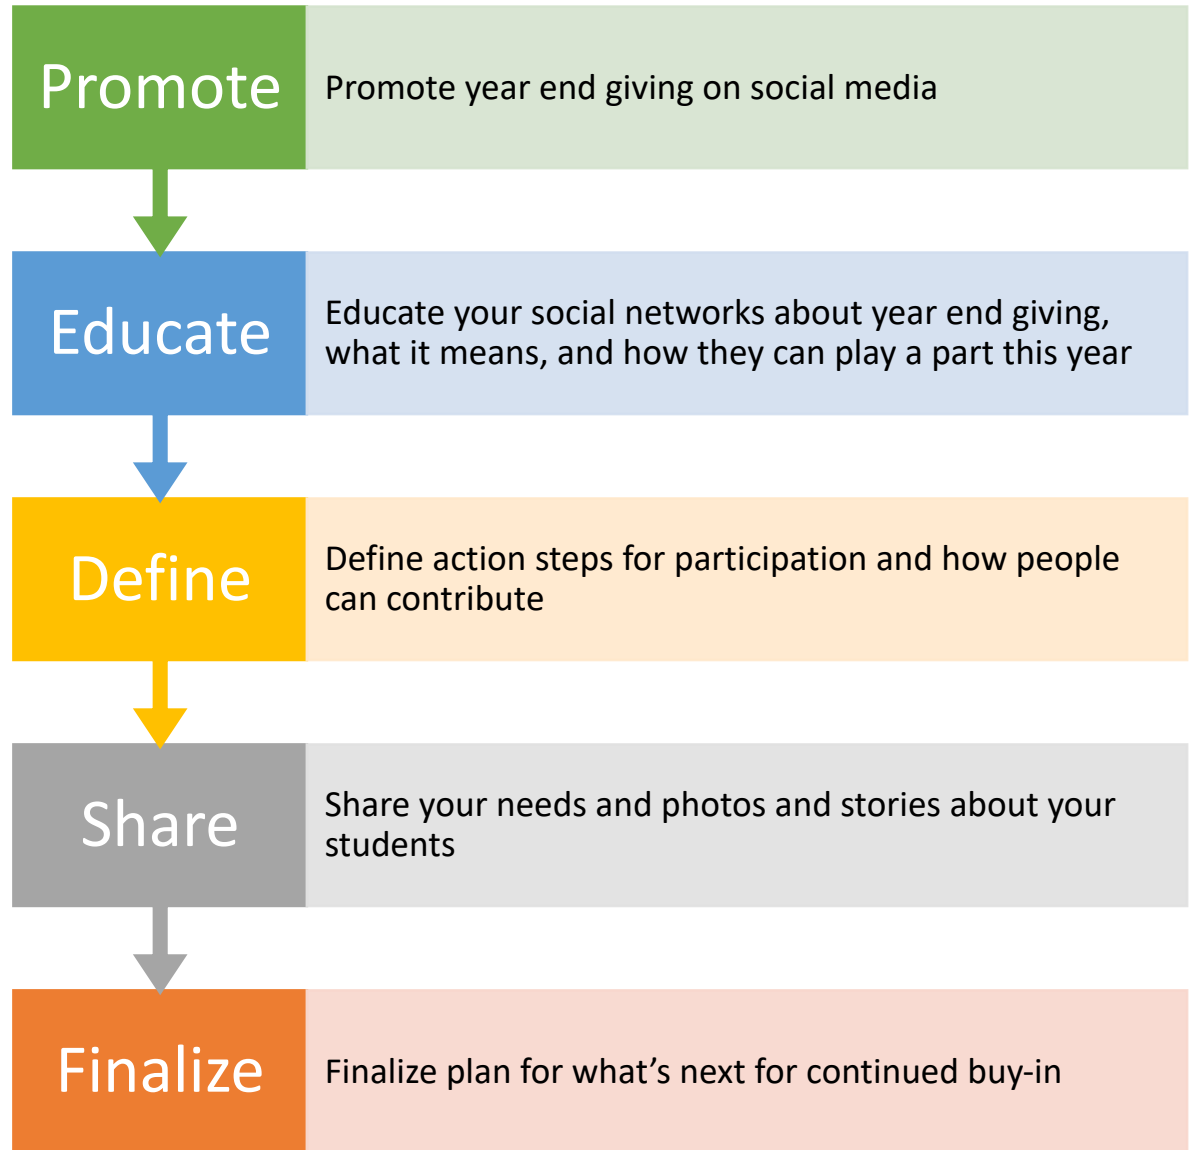 Promote
Promote year end giving on social media
Educate
Educate your social networks about year end giving,
what it means, and how they can play a part this year
Define
Define action steps for participation and how people
can contribute
Share
Share your needs and photos and stories about your
students
Finalize
Finalize plan for what’s next for continued buy-in